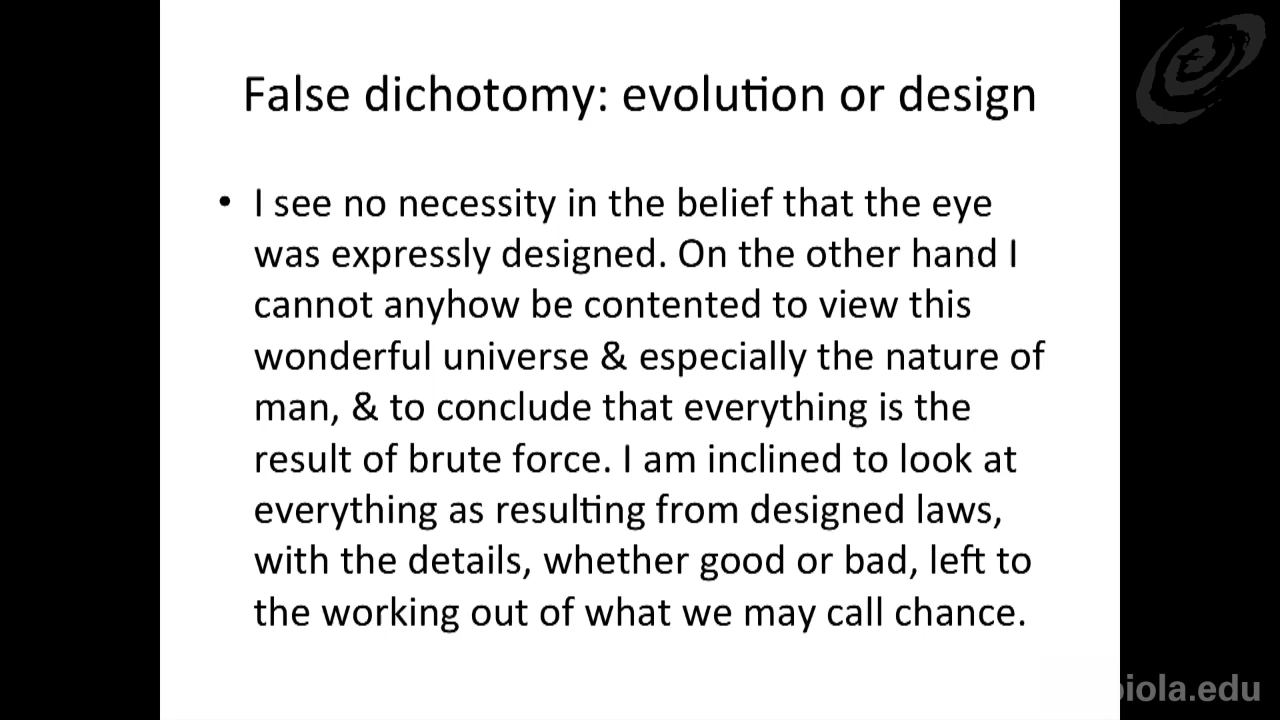 False dichotomy: evolution or design
• I see no necessity in the belief that the eye
was expressly designed. On the other hand I
cannot anyhow be contented to view this
wonderful universe & especially the nature of
man, & to conclude that everything is the
result of brute force. I am inclined to look at
everything as resulting from designed laws,
with the details, whether good or bad, left to
the working out of what we may call chance.
biola.edu